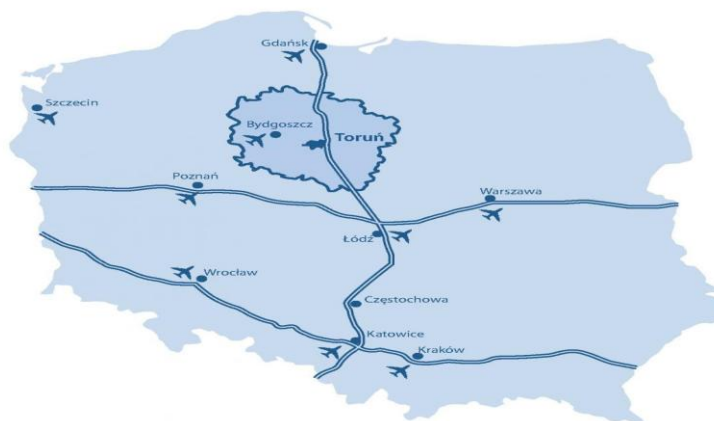 Gdańsk
Szczecin
Bydgoszcz
Toruń
Poznań
Warszawa
Łódź
Wrocław
Częstochowa
Katowice
Kraków